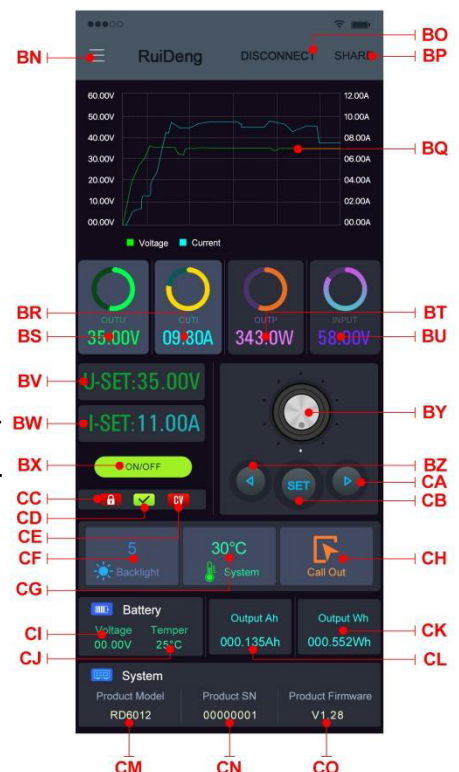 BO
BN RuiDeng DISCONNECT SHARE BP
60.00V 12.00A
50.00V 10.00A
40.00V 08.00A
BQ
30.00V 06.00A
20.00V 04.00A
10.00V 02.00A
00.00V 00.00A
Voltage Current
BR BT
OUTU OUTI OUTP INPUT
BS 35.00V 09.80A 343.0W 58.00V BU
BV U-SET:35.00V
BW I-SET:11.00A BY
BX ON/OFF BZ
CA
SET CB
CC CV
CD
CE
CF 5 30°C CH
Backlight System Call Out
CG
Battery
Output Ah Output Wh CK
CI Voltage Temper
00.00V 25°C 000.135Ah 000.552Wh
CJ CL
System
Product Model Product SN Product Firmware
RD6012 00000001 V1.28
CM CN CO